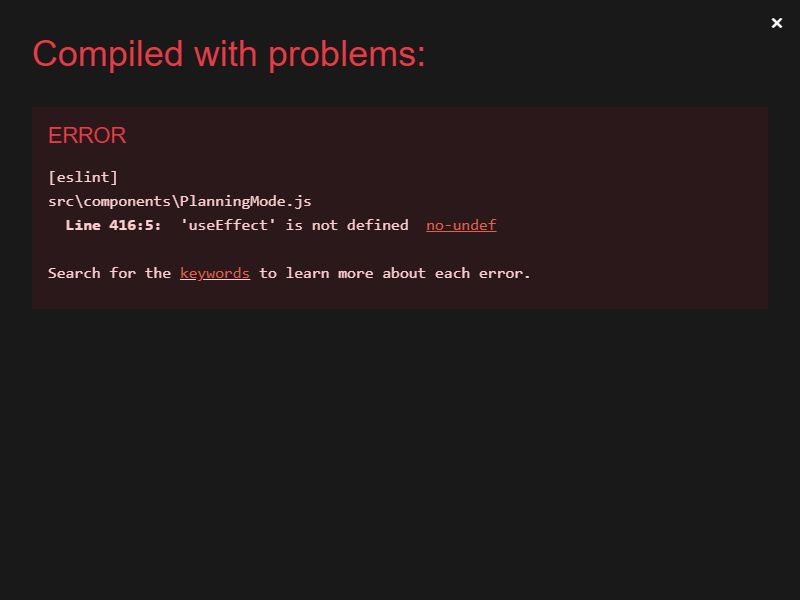 ×
Compiled with problems:
ERROR
[eslint]
src\components\PlanningMode.js
Line 416:5:  'useEffect' is not defined  no-undef
Search for the keywords to learn more about each error.